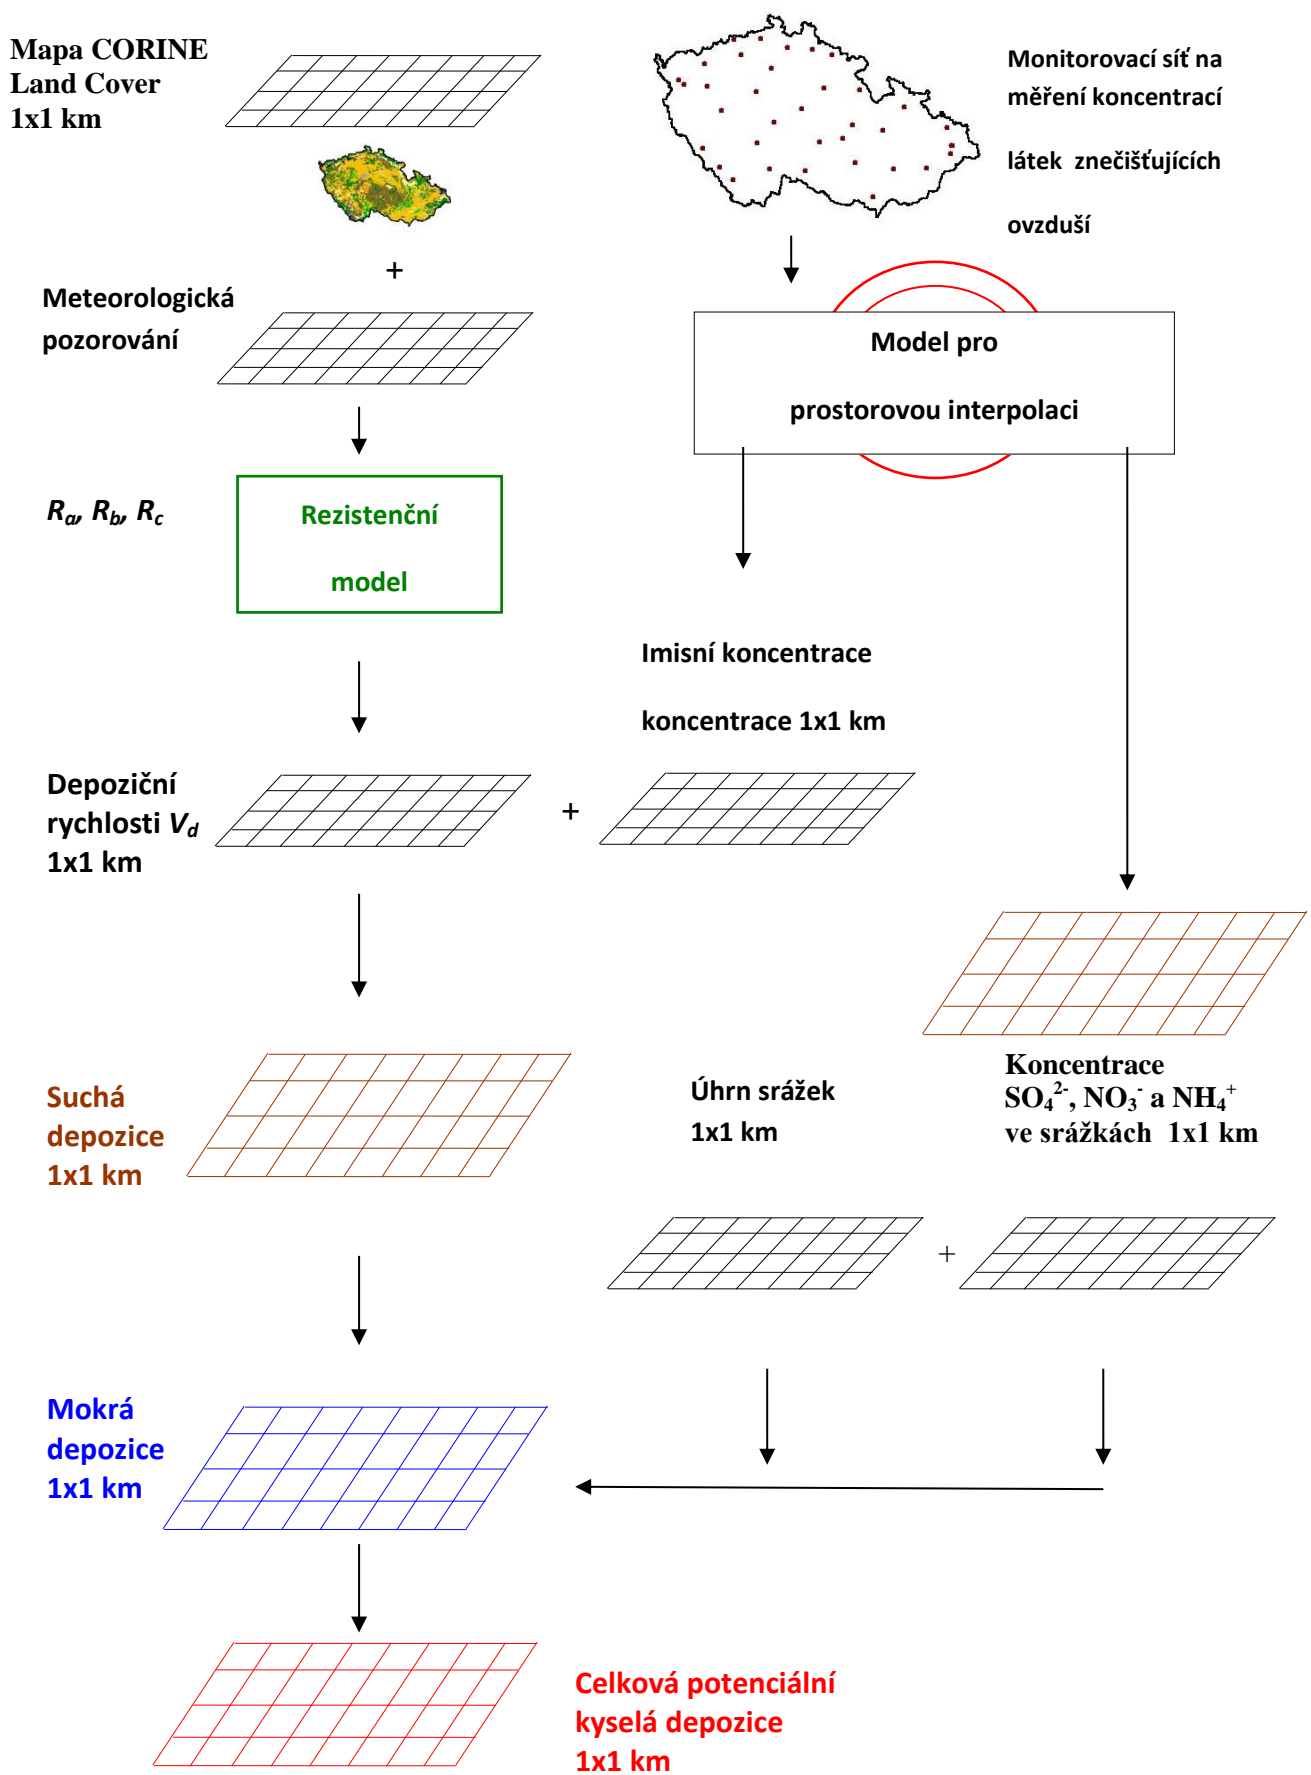 Mapa CORINE
Land Cover
1x1 km
Monitorovací síť na
měření koncentrací
látek znečišťujících
ovzduší
+
Meteorologická
pozorování
Model pro
prostorovou interpolaci
Rₐ, R_b, R_c
Rezistenční
model
Imisní koncentrace
koncentrace 1x1 km
Depoziční
rychlosti V_d
1x1 km
+
Suchá
depozice
1x1 km
Úhrn srážek
1x1 km
Koncentrace
SO₄²⁻, NO₃⁻ a NH₄⁺
ve srážkách 1x1 km
+
Mokrá
depozice
1x1 km
Celková potenciální
kyselá depozice
1x1 km